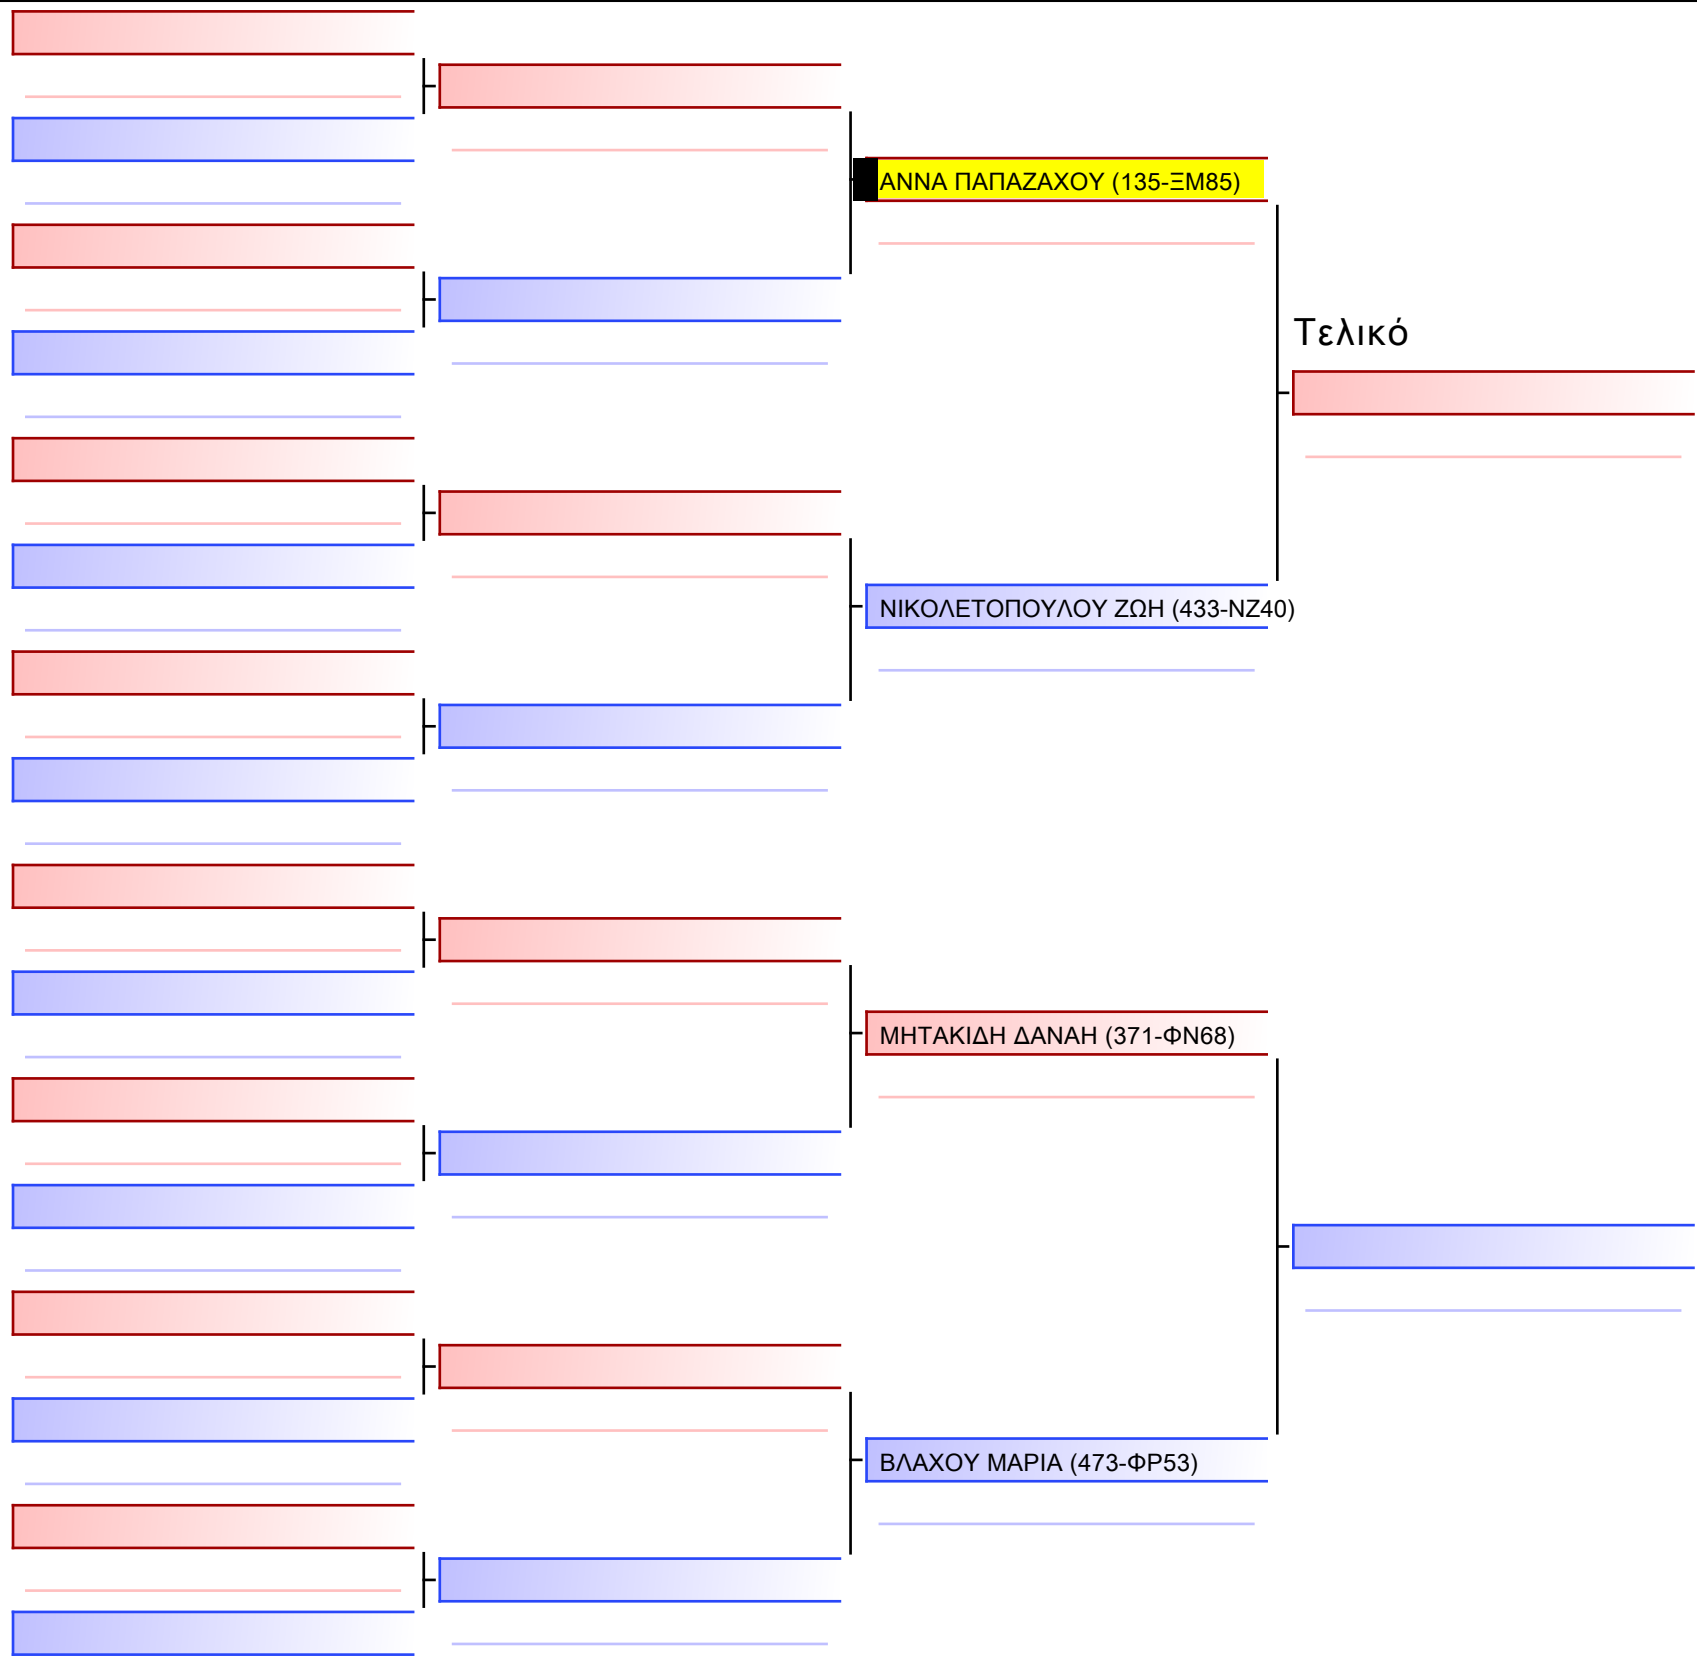 ΑΝΝΑ ΠΑΠΑΖΑΧΟΥ (135-ΞΜ85)
Τελικό
ΝΙΚΟΛΕΤΟΠΟΥΛΟΥ ΖΩΗ (433-ΝΖ40)
ΜΗΤΑΚΙΔΗ ΔΑΝΑΗ (371-ΦΝ68)
ΒΛΑΧΟΥ ΜΑΡΙΑ (473-ΦΡ53)